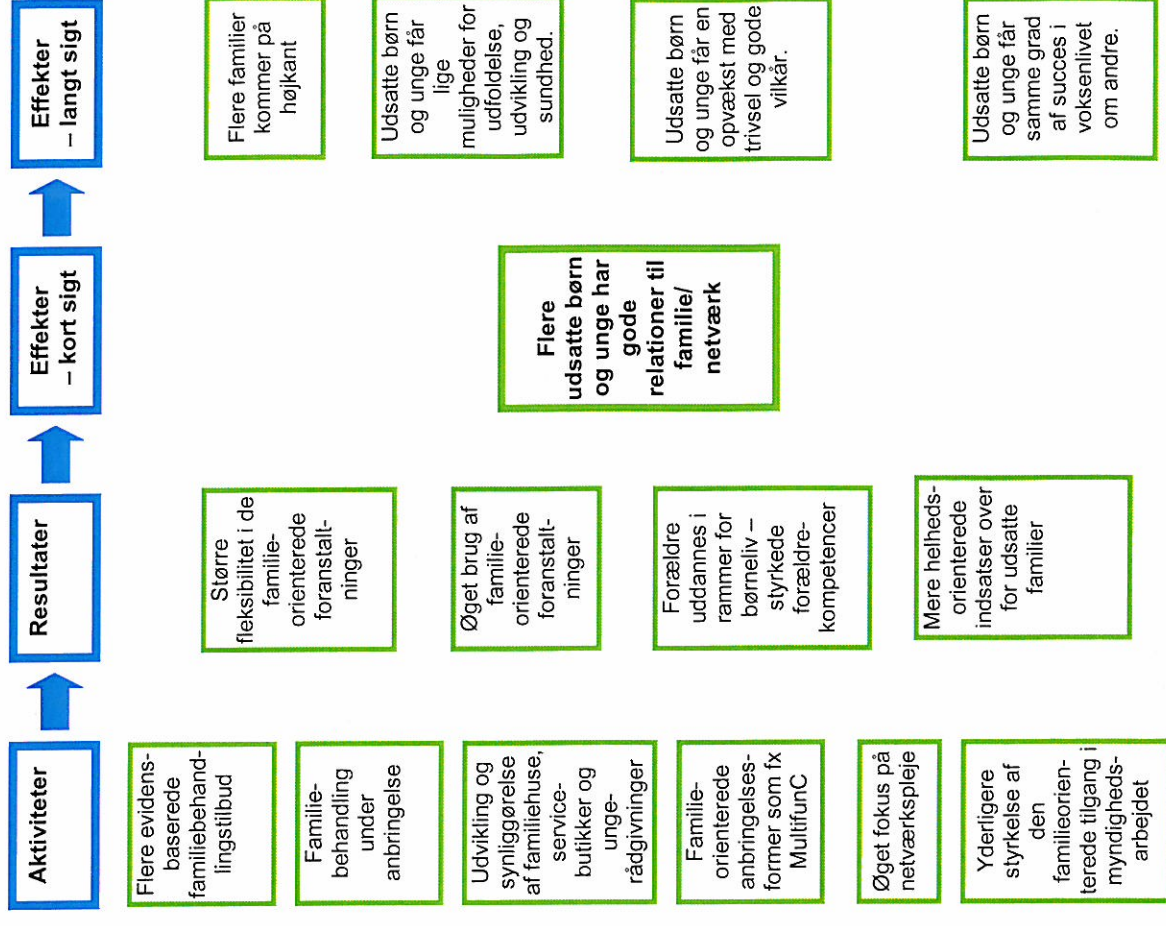 Aktiviteter
Resultater
Effekter
– kort sigt
Effekter
– langt sigt
Flere evidens-
baserede
familiebehand-
lingstilbud
Familie-
behandling
under
anbringelse
Udvikling og
synliggørelse
af familiehuse,
service-
butikker og
unge-
rådgivninger
Familie-
orienterede
anbringelses-
former som fx
MultifunC
Øget fokus på
netværkspleje
Yderligere
styrkelse af
den
familieorien-
terede tilgang i
myndigheds-
arbejdet
Større
fleksibilitet i de
familie-
orienterede
foranstalt-
ninger
Øget brug af
familie-
orienterede
foranstalt-
ninger
Forældre
uddannes i
rammer for
børneliv –
styrkede
forældre-
kompetencer
Mere helheds-
orienterede
indsatser over
for udsatte
familier
Flere
udsatte børn
og unge har
gode
relationer til
familie/
netværk
Flere familier
kommer på
højkant
Udsatte børn
og unge får
lige
muligheder for
udfoldelse,
udvikling og
sundhed.
Udsatte børn
og unge får en
opvækst med
trivsel og gode
vilkår.
Udsatte børn
og unge får
samme grad
af succes i
voksenlivet
om andre.